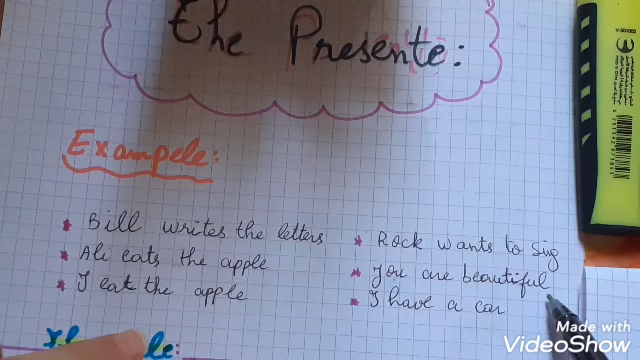 The Presente:
Exampele:
Bill writes the letters
Ali eats the apple
I eat the apple
Rock wants to Sig
you are beautiful
I have a car
Made with
VideoShow